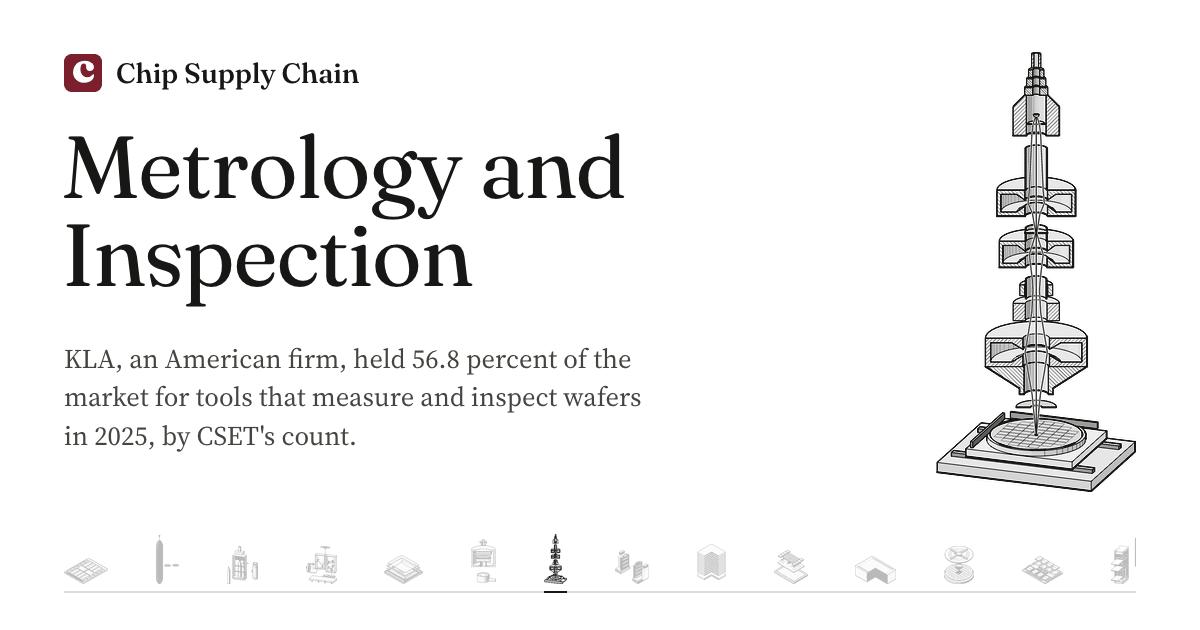 C Chip Supply Chain
Metrology and
Inspection
KLA, an American firm, held 56.8 percent of the
market for tools that measure and inspect wafers
in 2025, by CSET's count.